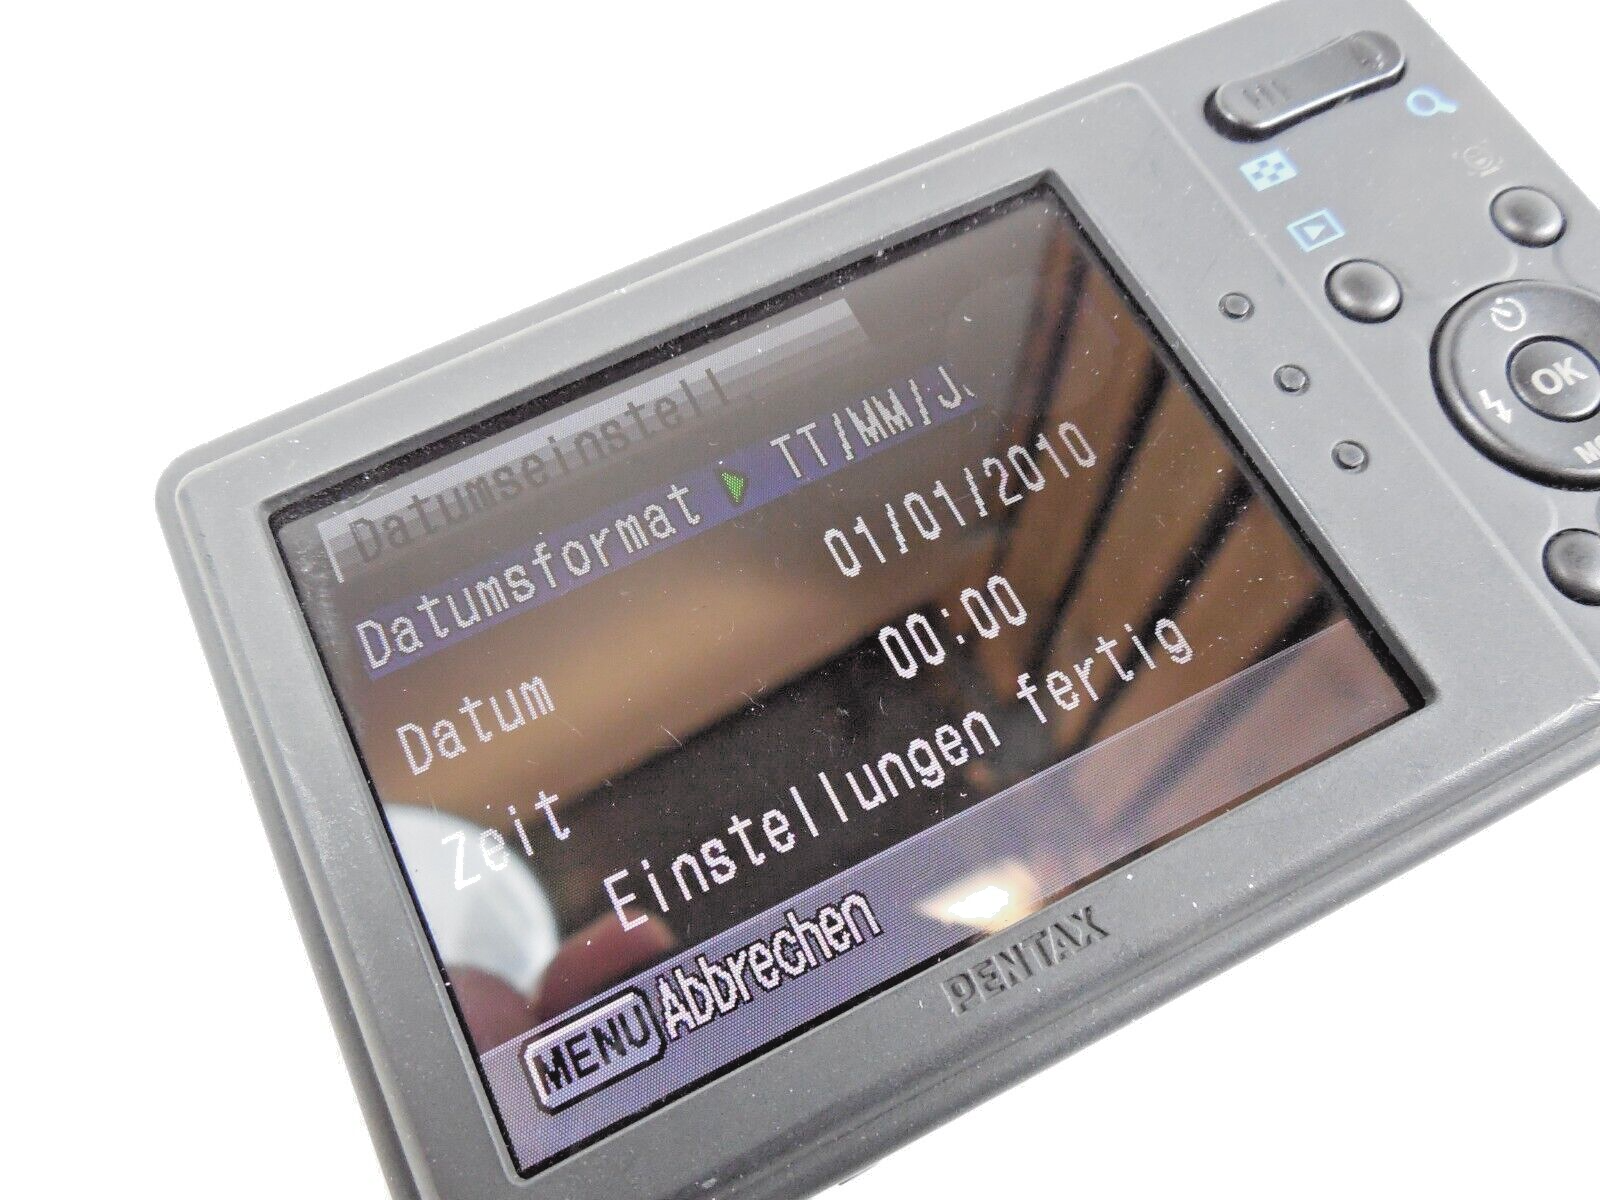 Datumseinstell.
Datumsformat TT/MM/J.
Datum 01/01/2010
Zeit 00:00
Einstellungen fertig
MENU Abbrechen
PENTAX
OK